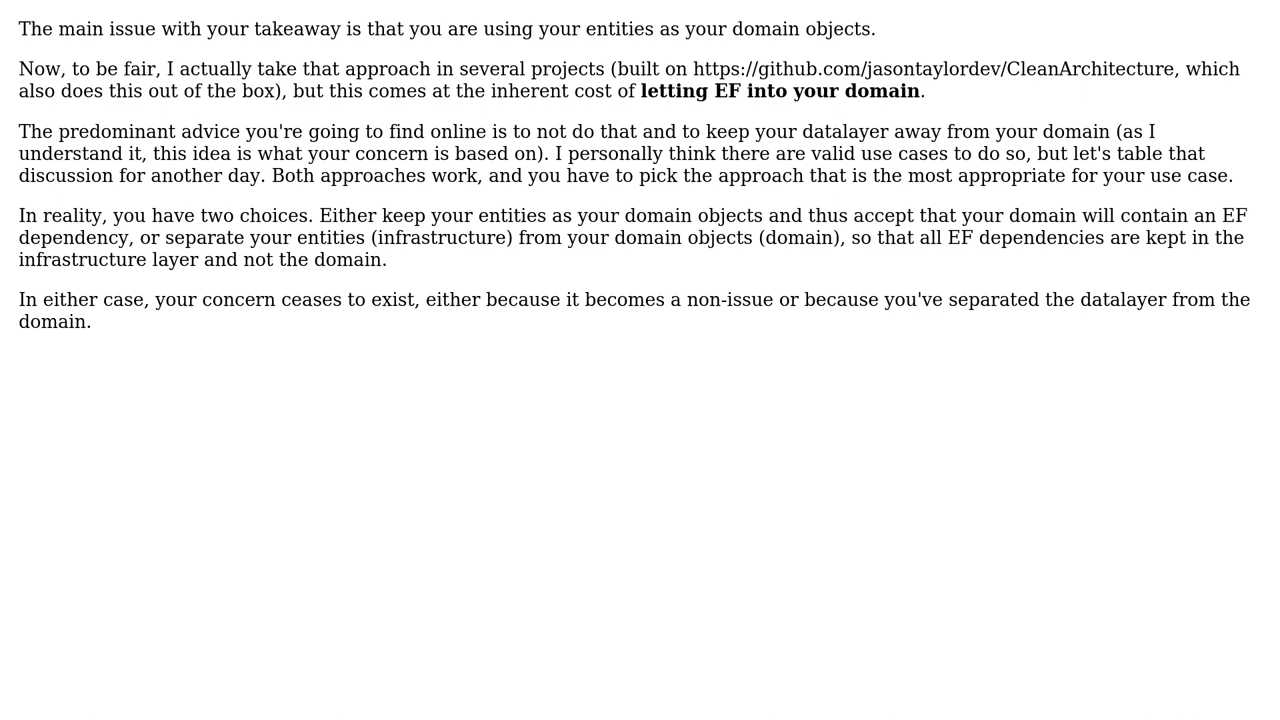 The main issue with your takeaway is that you are using your entities as your domain objects.
Now, to be fair, I actually take that approach in several projects (built on https://github.com/jasontaylordev/CleanArchitecture, which
also does this out of the box), but this comes at the inherent cost of letting EF into your domain.
The predominant advice you're going to find online is to not do that and to keep your datalayer away from your domain (as I
understand it, this idea is what your concern is based on). I personally think there are valid use cases to do so, but let's table that
discussion for another day. Both approaches work, and you have to pick the approach that is the most appropriate for your use case.
In reality, you have two choices. Either keep your entities as your domain objects and thus accept that your domain will contain an EF
dependency, or separate your entities (infrastructure) from your domain objects (domain), so that all EF dependencies are kept in the
infrastructure layer and not the domain.
In either case, your concern ceases to exist, either because it becomes a non-issue or because you've separated the datalayer from the
domain.